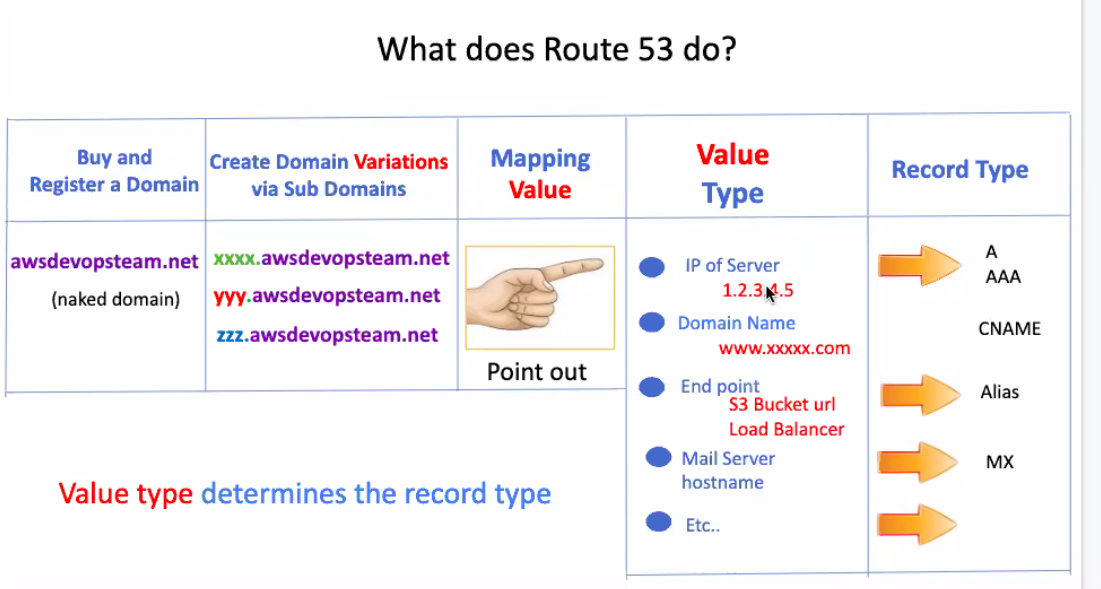 What does Route 53 do?
Buy and
Register a Domain
Create Domain Variations
via Sub Domains
Mapping
Value
Value
Type
Record Type
awsdevopsteam.net
(naked domain)
xxxx.awsdevopsteam.net
yyy.awsdevopsteam.net
zzz.awsdevopsteam.net
Point out
IP of Server
1.2.3.4.5
Domain Name
www.xxxxx.com
End point
S3 Bucket url
Load Balancer
Mail Server
hostname
Etc..
A
AAA
CNAME
Alias
MX
Value type determines the record type